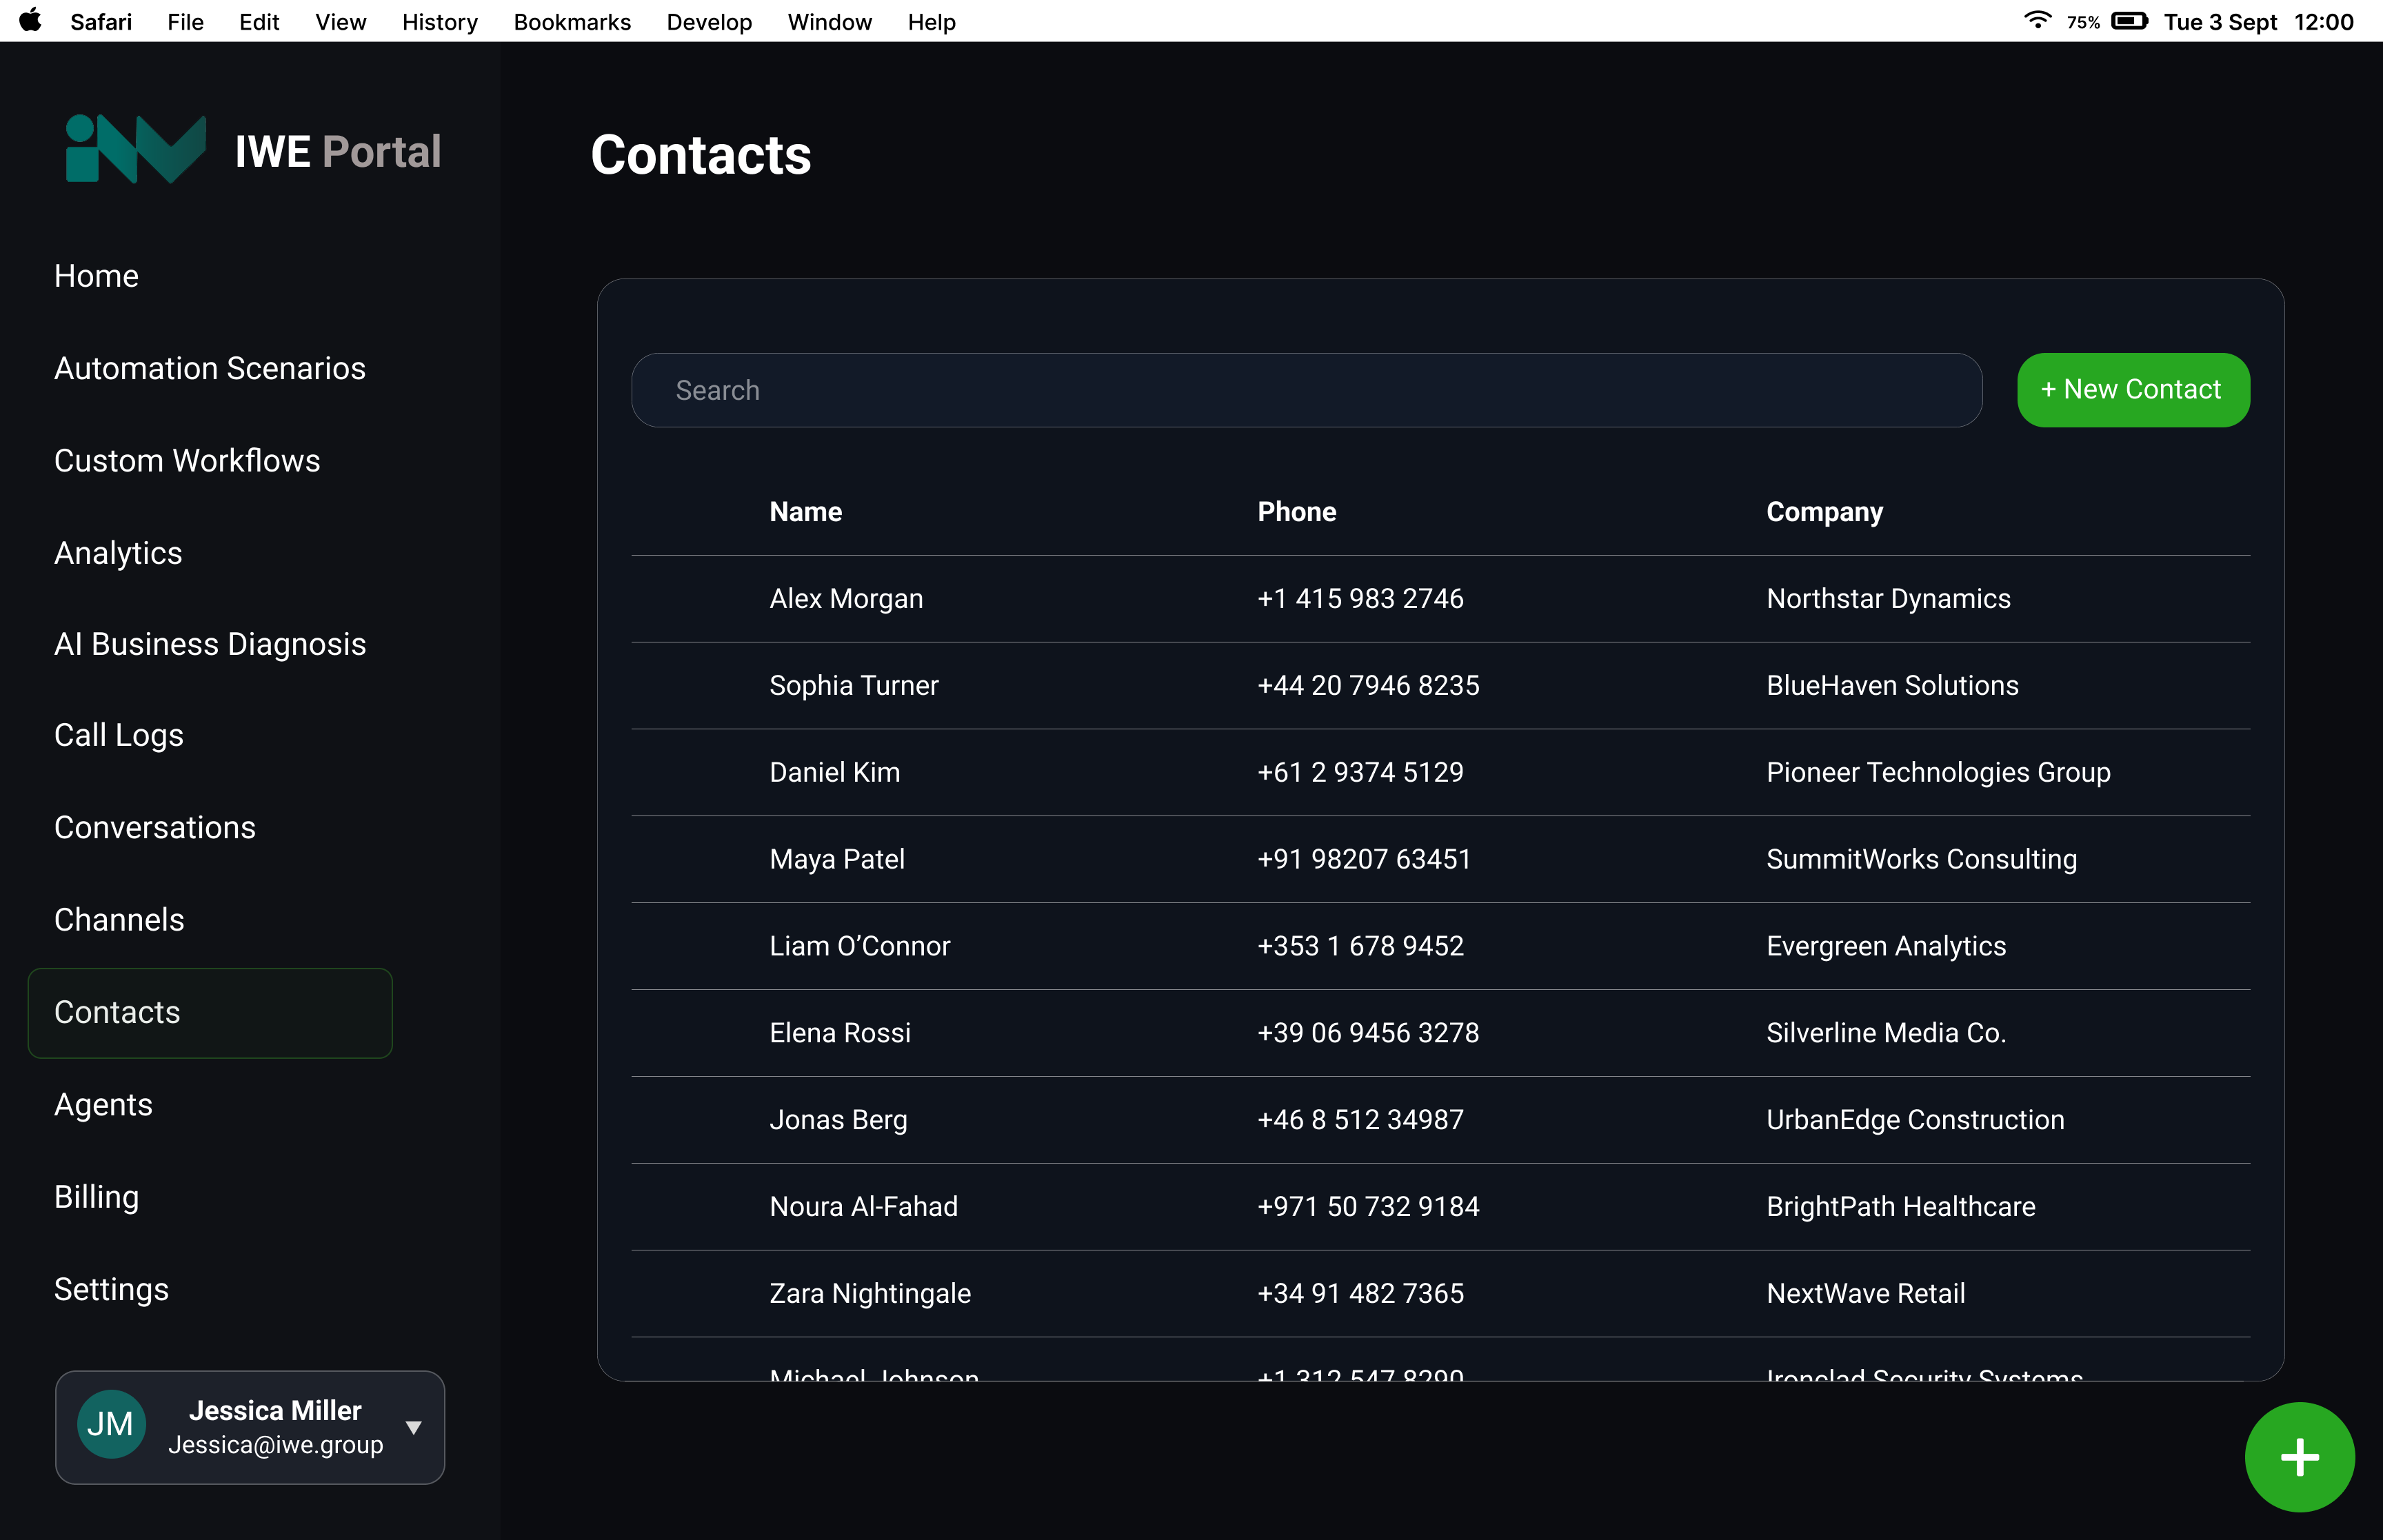 Safari File Edit View History Bookmarks Develop Window Help 75% Tue 3 Sept 12:00
IWE Portal
Home
Automation Scenarios
Custom Workflows
Analytics
AI Business Diagnosis
Call Logs
Conversations
Channels
Contacts
Agents
Billing
Settings
JM
Jessica Miller
Jessica@iwe.group
▼
Contacts
Search
+ New Contact
Name Phone Company
Alex Morgan +1 415 983 2746 Northstar Dynamics
Sophia Turner +44 20 7946 8235 BlueHaven Solutions
Daniel Kim +61 2 9374 5129 Pioneer Technologies Group
Maya Patel +91 98207 63451 SummitWorks Consulting
Liam O’Connor +353 1 678 9452 Evergreen Analytics
Elena Rossi +39 06 9456 3278 Silverline Media Co.
Jonas Berg +46 8 512 34987 UrbanEdge Construction
Noura Al-Fahad +971 50 732 9184 BrightPath Healthcare
Zara Nightingale +34 91 482 7365 NextWave Retail
Michael Johnson +1 312 547 8290 Ironclad Security Systems
+